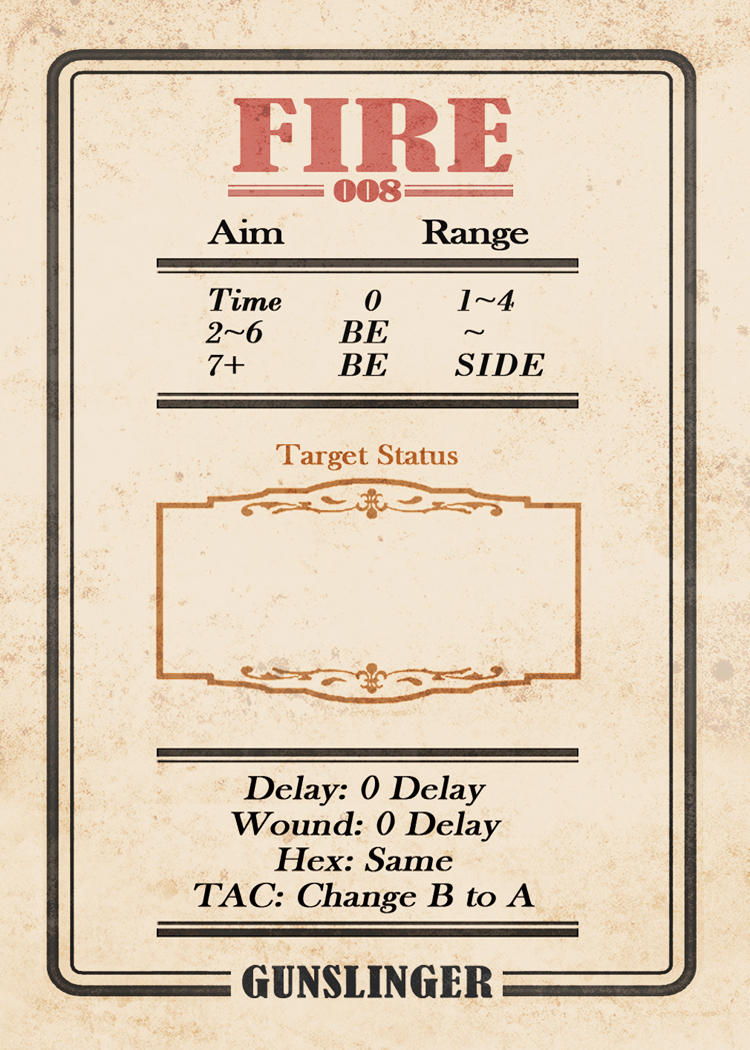 FIRE
008
Aim Range
Time 0 1~4
2~6 BE ~
7+ BE SIDE
Target Status
Delay: 0 Delay
Wound: 0 Delay
Hex: Same
TAC: Change B to A
GUNSLINGER